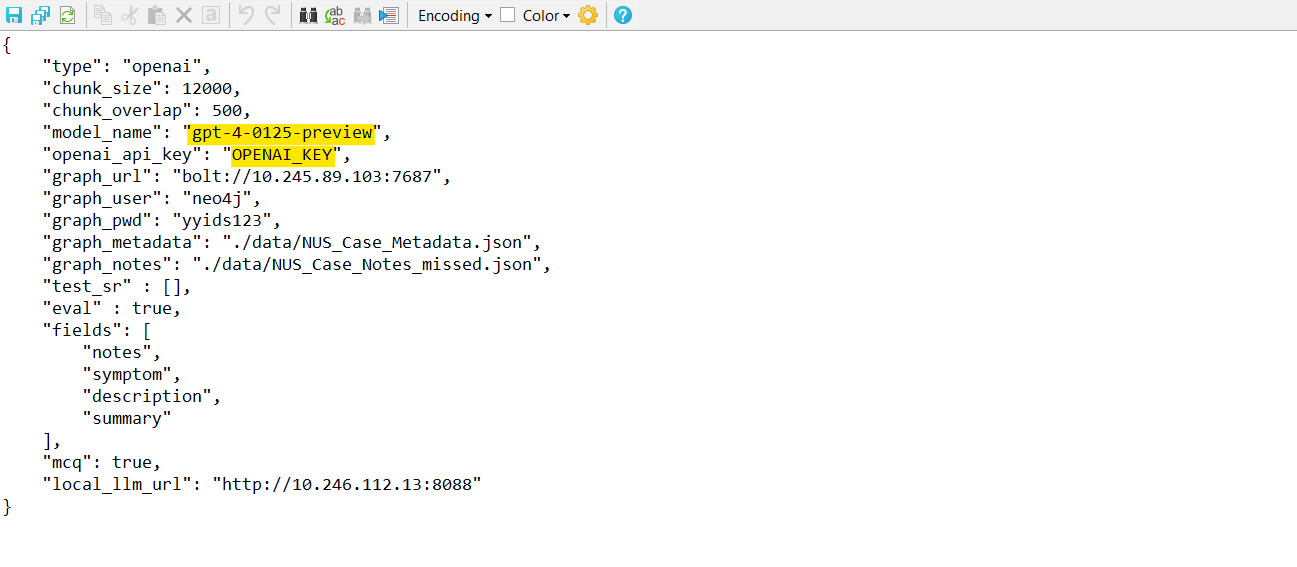 Encoding Color
{
    "type": "openai",
    "chunk_size": 12000,
    "chunk_overlap": 500,
    "model_name": "gpt-4-0125-preview",
    "openai_api_key": "OPENAI_KEY",
    "graph_url": "bolt://10.245.89.103:7687",
    "graph_user": "neo4j",
    "graph_pwd": "yyids123",
    "graph_metadata": "./data/NUS_Case_Metadata.json",
    "graph_notes": "./data/NUS_Case_Notes_missed.json",
    "test_sr" : [],
    "eval" : true,
    "fields": [
        "notes",
        "symptom",
        "description",
        "summary"
    ],
    "mcq": true,
    "local_llm_url": "http://10.246.112.13:8088"
}